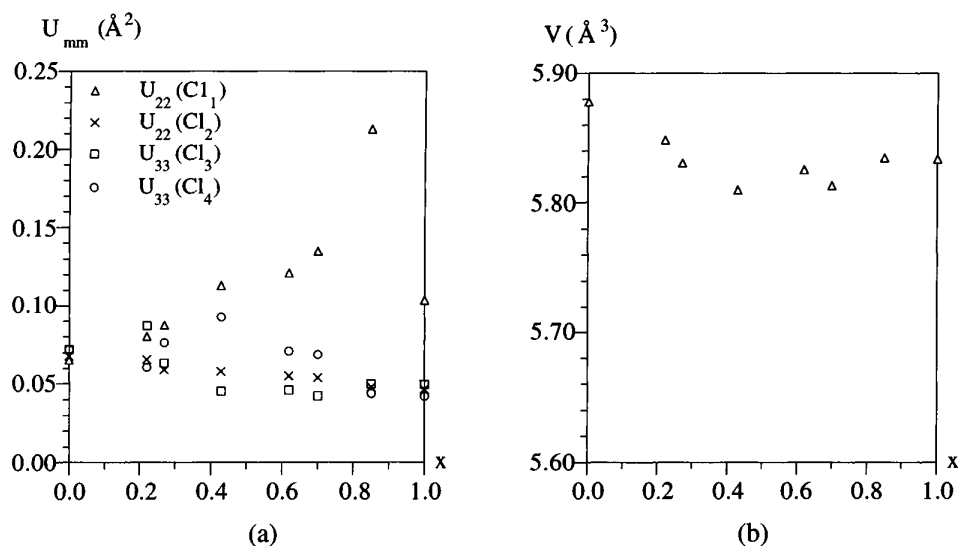 U mm (Å²)
0.25
0.20
0.15
0.10
0.05
0.00
△ U₂₂ (Cl₁)
× U₂₂ (Cl₂)
□ U₃₃ (Cl₃)
○ U₃₃ (Cl₄)
0.0 0.2 0.4 0.6 0.8 1.0
x
(a)
V (Å³)
5.90
5.80
5.70
5.60
0.0 0.2 0.4 0.6 0.8 1.0
x
(b)